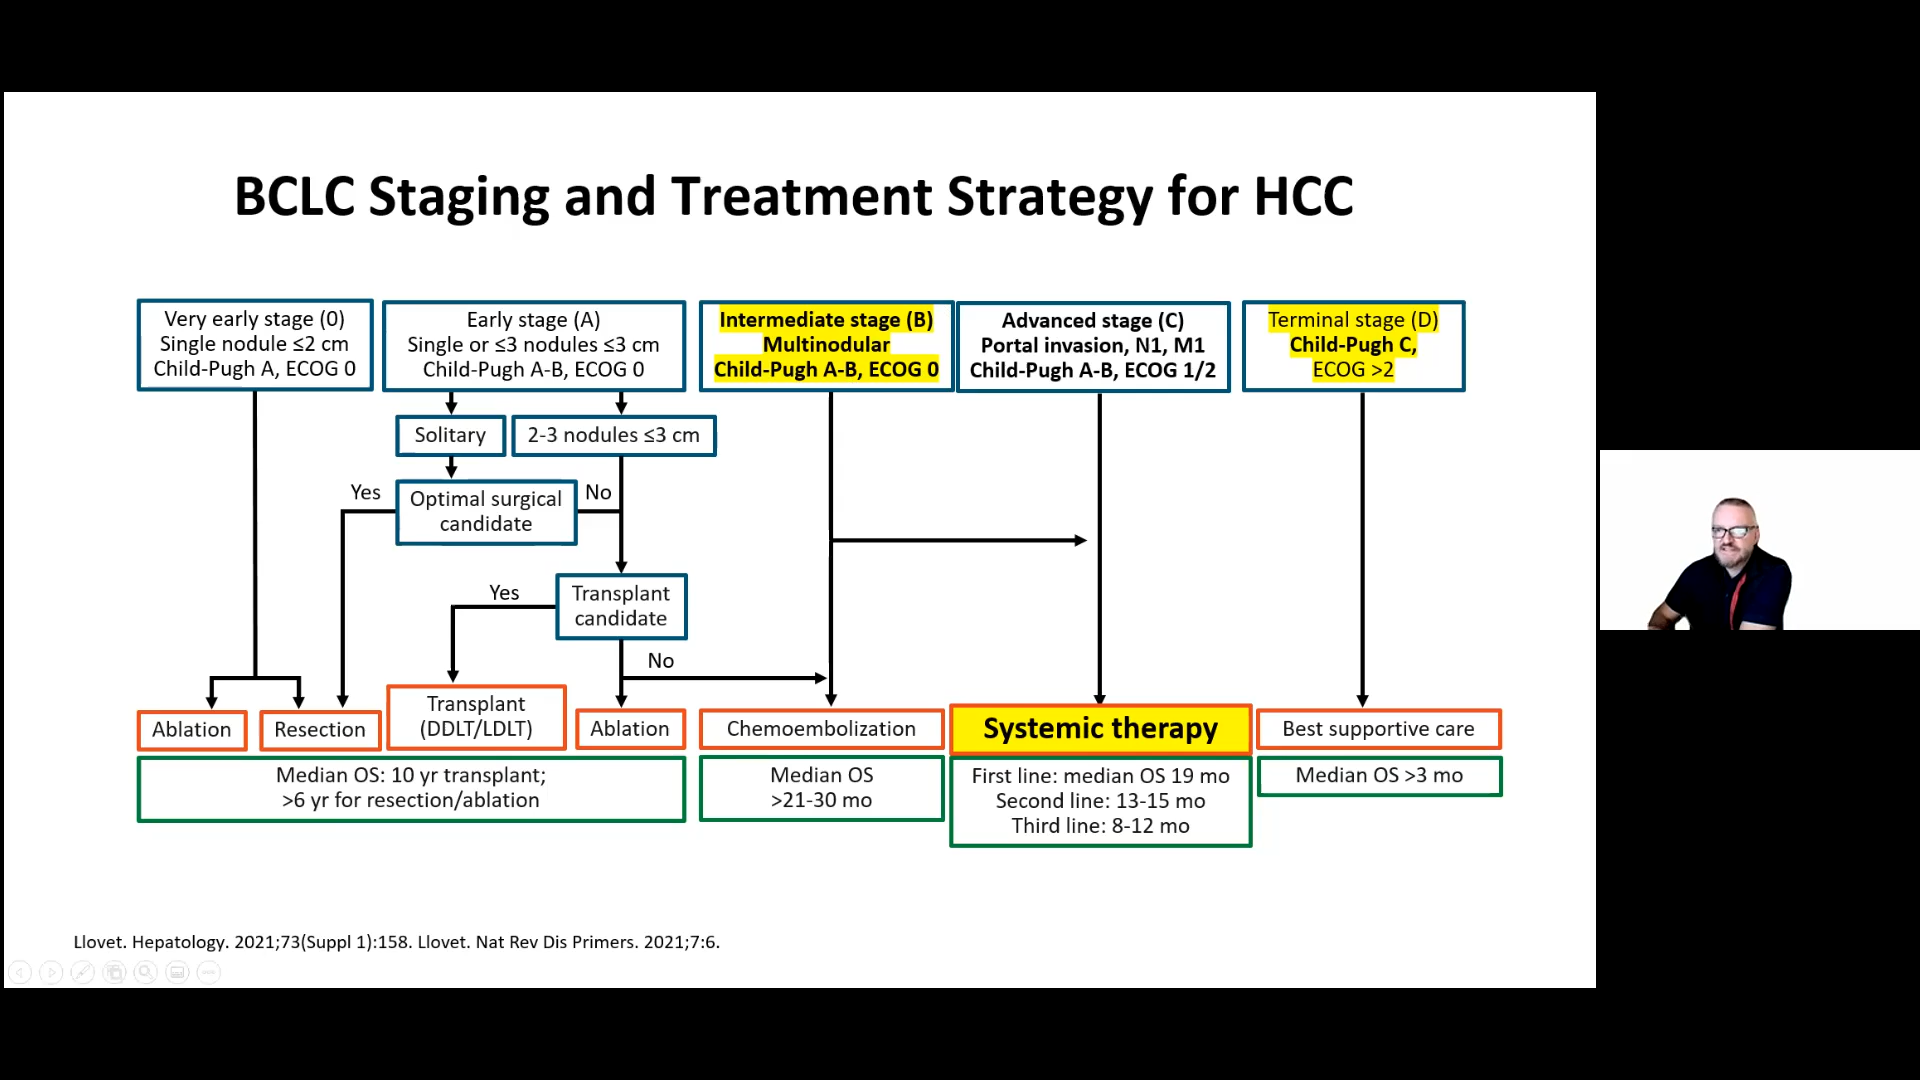 BCLC Staging and Treatment Strategy for HCC
Very early stage (0)
Single nodule ≤2 cm
Child-Pugh A, ECOG 0
Early stage (A)
Single or ≤3 nodules ≤3 cm
Child-Pugh A-B, ECOG 0
Intermediate stage (B)
Multinodular
Child-Pugh A-B, ECOG 0
Advanced stage (C)
Portal invasion, N1, M1
Child-Pugh A-B, ECOG 1/2
Terminal stage (D)
Child-Pugh C,
ECOG >2
Solitary
2-3 nodules ≤3 cm
Yes
Optimal surgical
candidate
No
Transplant
candidate
Yes
No
Ablation
Resection
Transplant
(DDLT/LDLT)
Ablation
Chemoembolization
Systemic therapy
Best supportive care
Median OS: 10 yr transplant;
>6 yr for resection/ablation
Median OS
>21-30 mo
First line: median OS 19 mo
Second line: 13-15 mo
Third line: 8-12 mo
Median OS >3 mo
Llovet. Hepatology. 2021;73(Suppl 1):158. Llovet. Nat Rev Dis Primers. 2021;7:6.